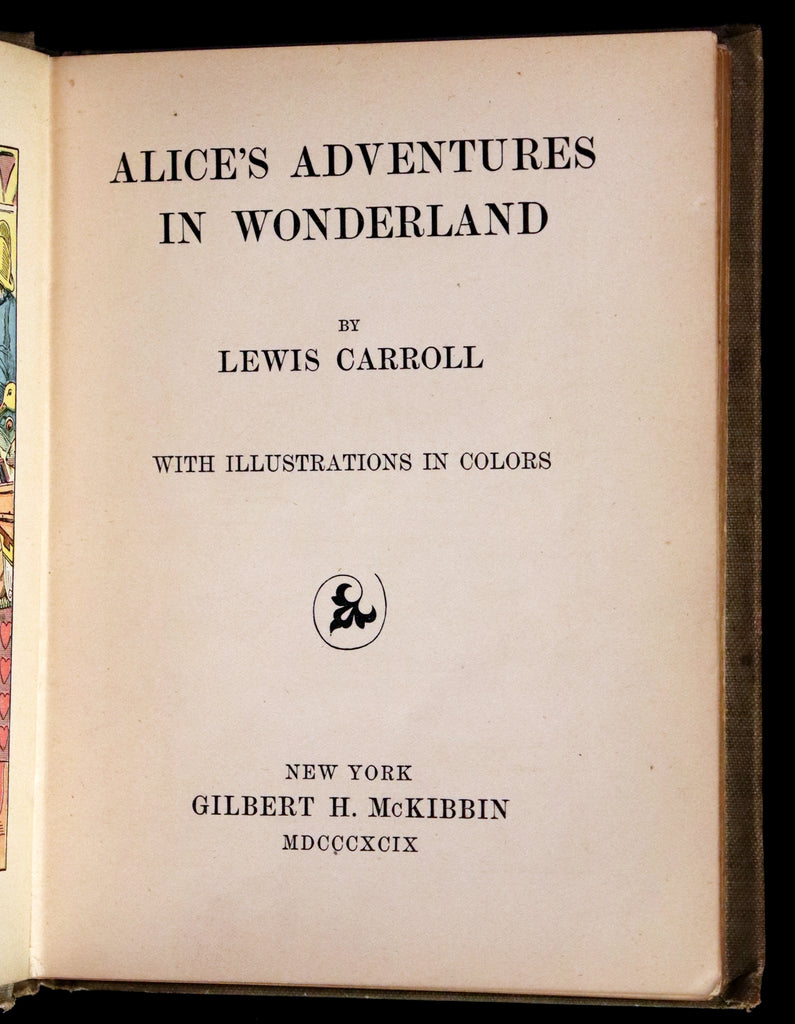 ALICE'S ADVENTURES
IN WONDERLAND
BY
LEWIS CARROLL
WITH ILLUSTRATIONS IN COLORS
NEW YORK
GILBERT H. McKIBBIN
MDCCCXCIX